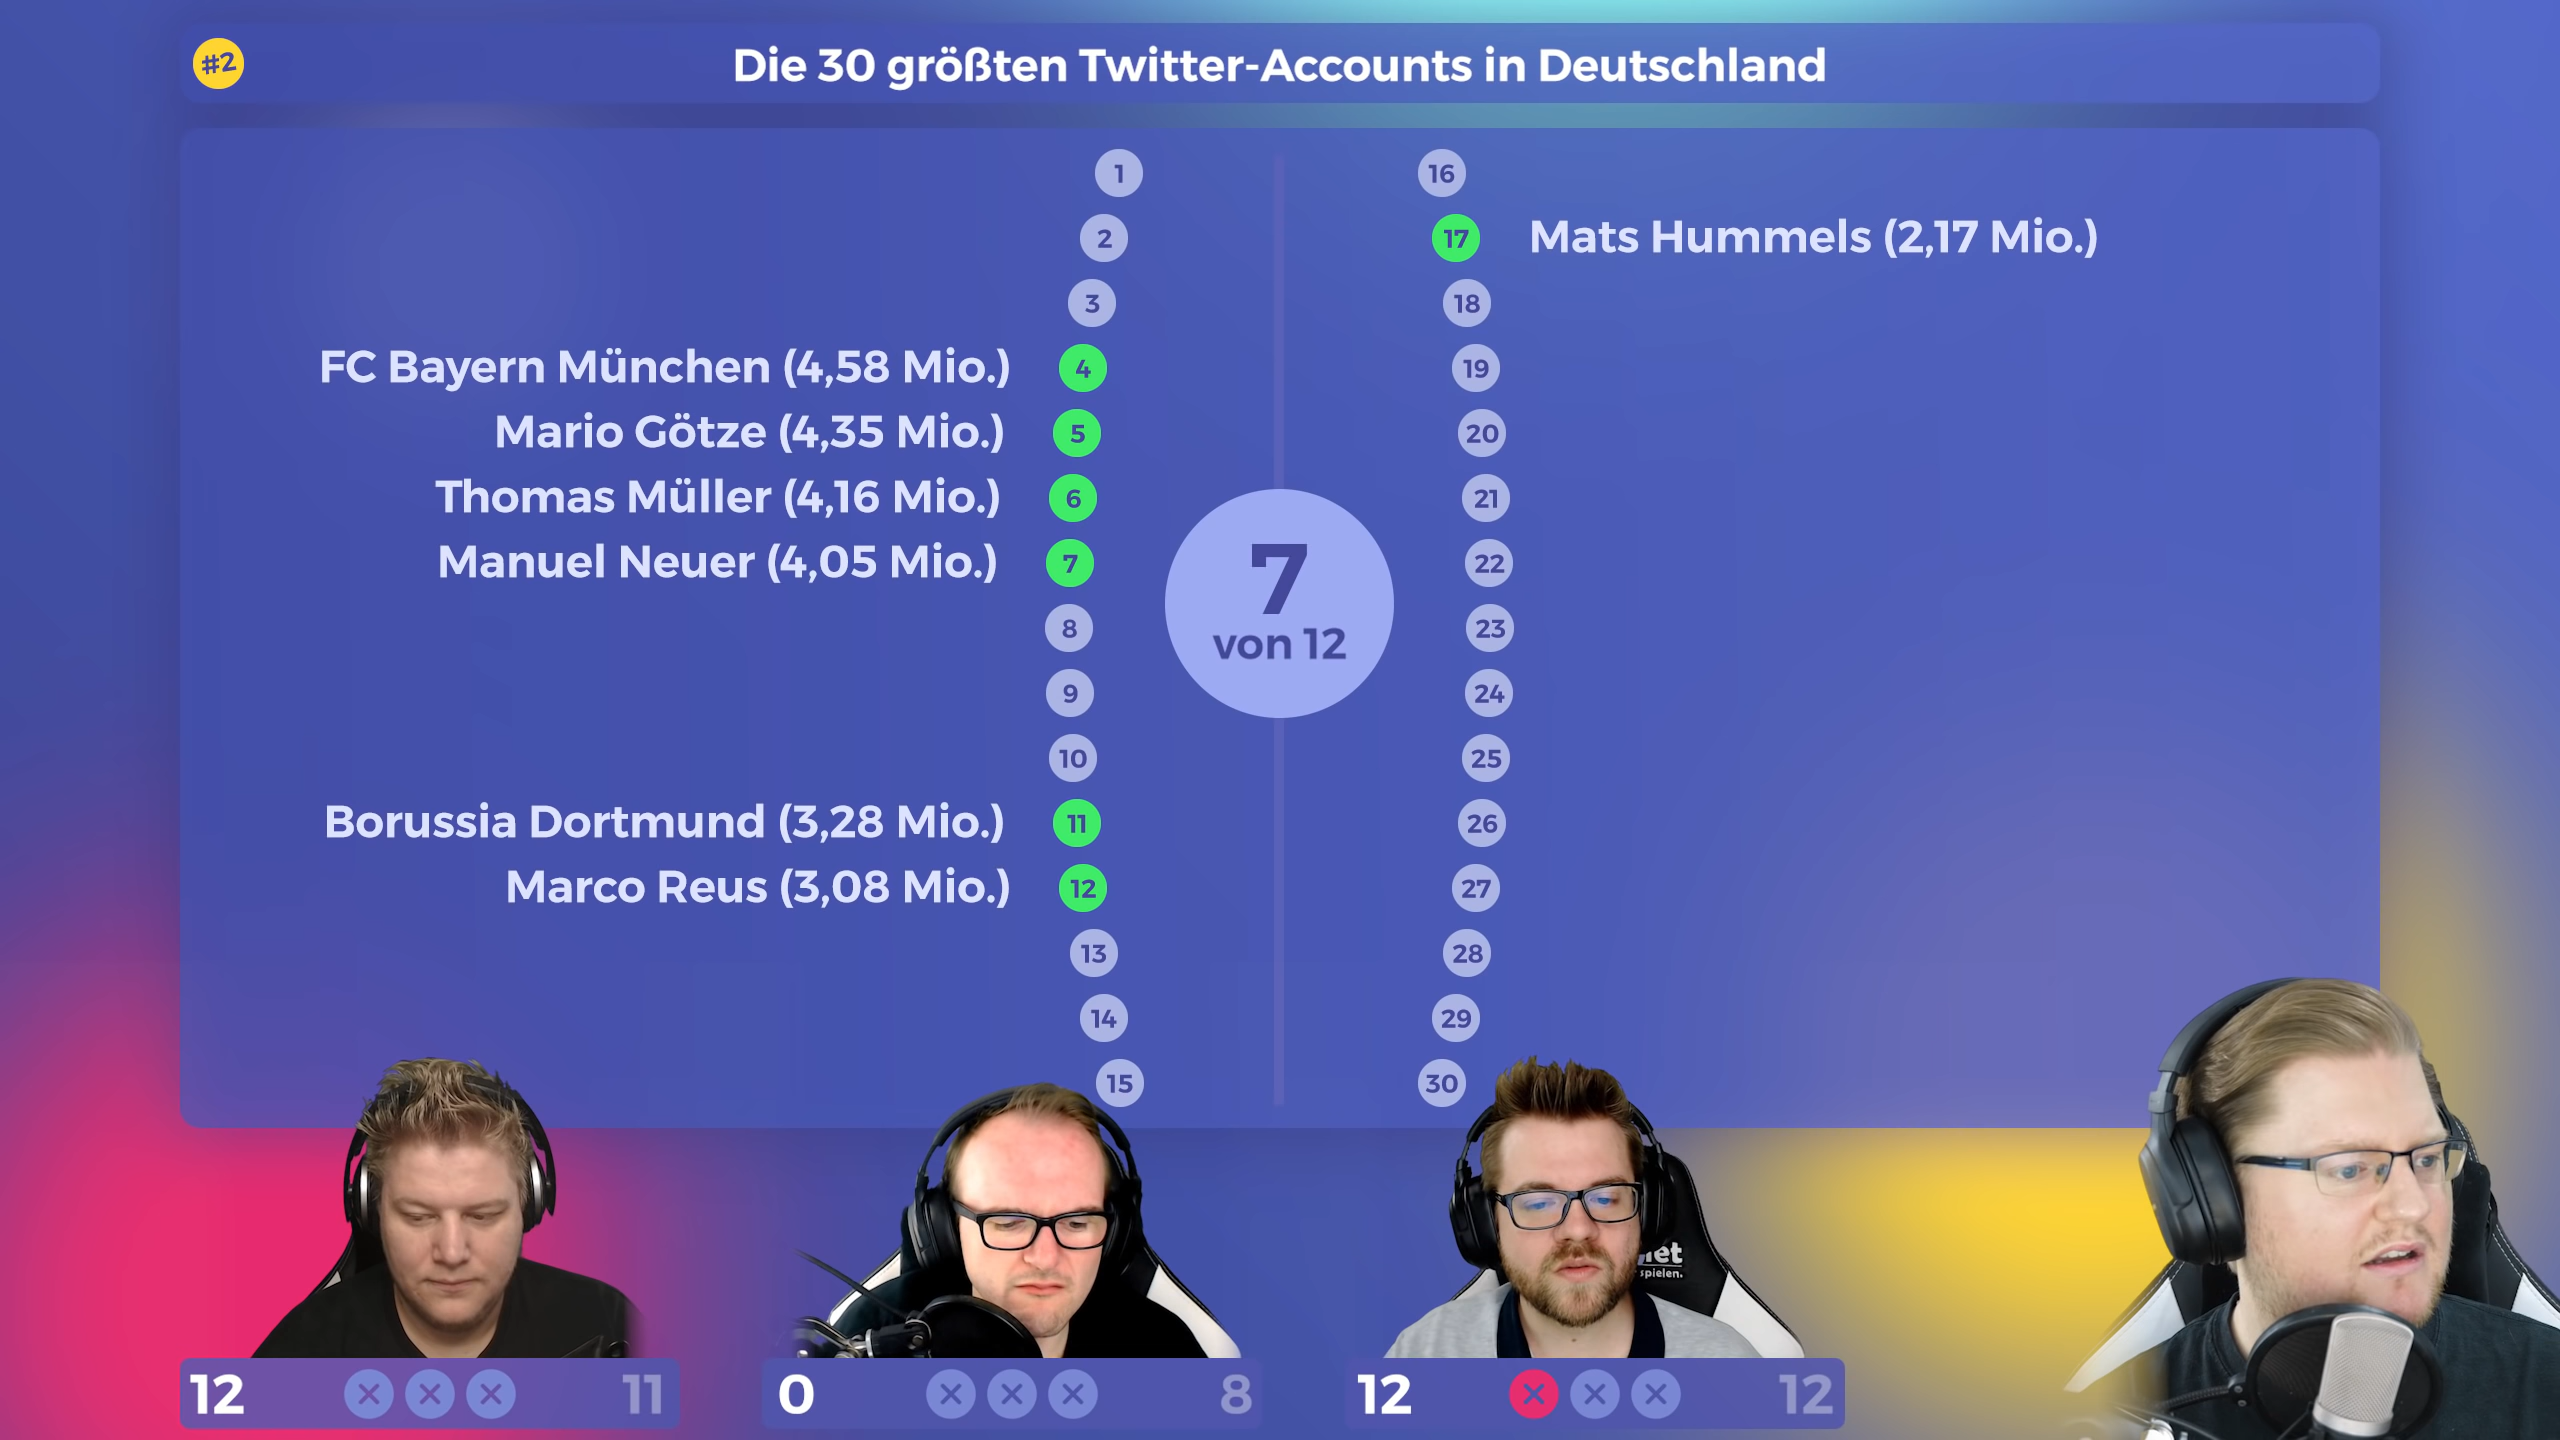 #2
Die 30 größten Twitter-Accounts in Deutschland
1
2
3
FC Bayern München (4,58 Mio.) 4
Mario Götze (4,35 Mio.) 5
Thomas Müller (4,16 Mio.) 6
Manuel Neuer (4,05 Mio.) 7
8
9
10
Borussia Dortmund (3,28 Mio.) 11
Marco Reus (3,08 Mio.) 12
13
14
15
7
von 12
16
17 Mats Hummels (2,17 Mio.)
18
19
20
21
22
23
24
25
26
27
28
29
30
spielen.
12 11
0 8
12 12